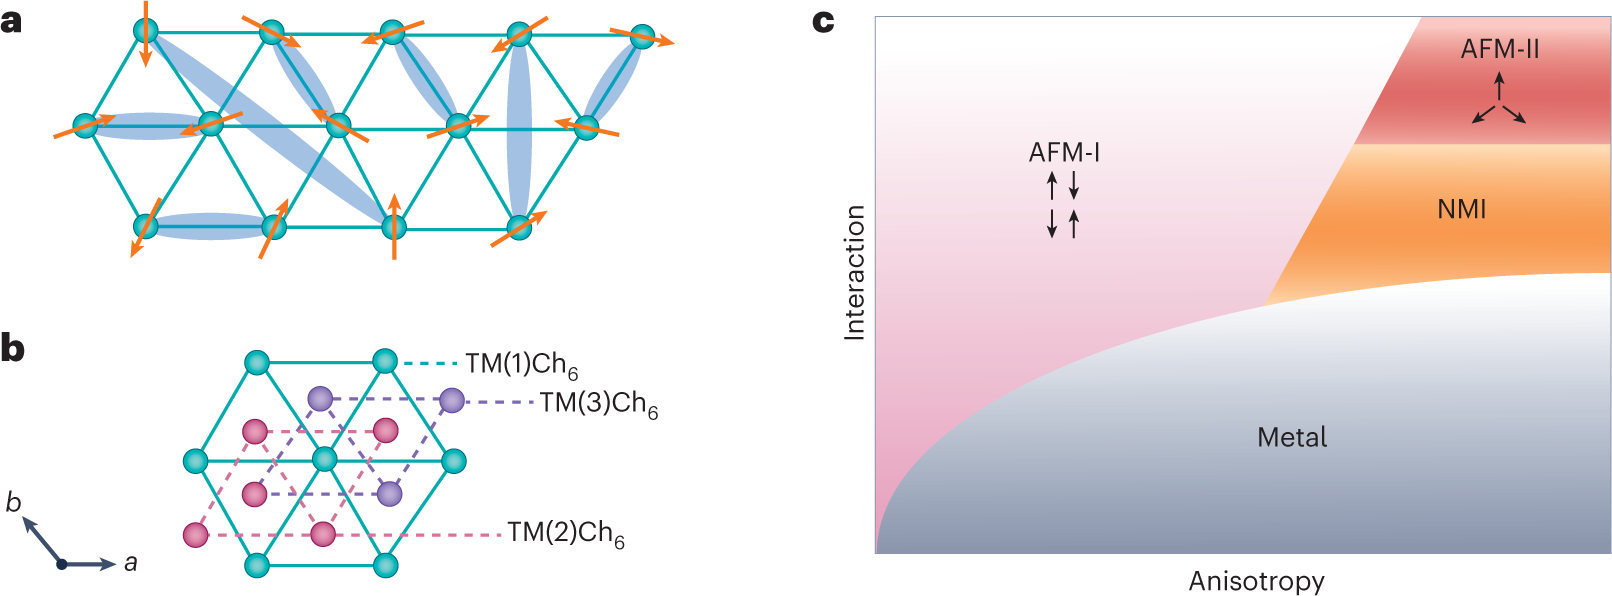 a
b
TM(1)Ch₆
TM(3)Ch₆
TM(2)Ch₆
b
a
c
AFM-II
AFM-I
NMI
Metal
Interaction
Anisotropy